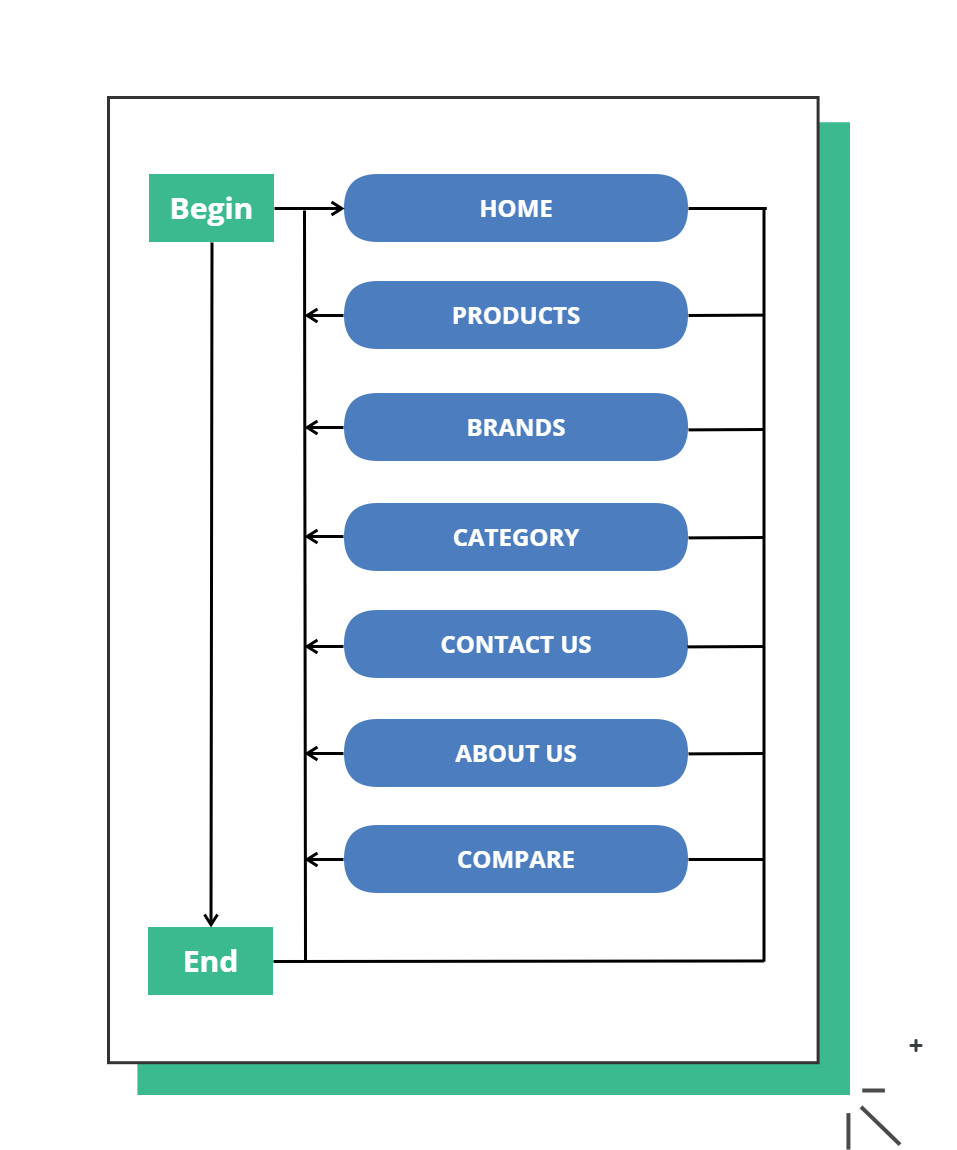 Begin
HOME
PRODUCTS
BRANDS
CATEGORY
CONTACT US
ABOUT US
COMPARE
End